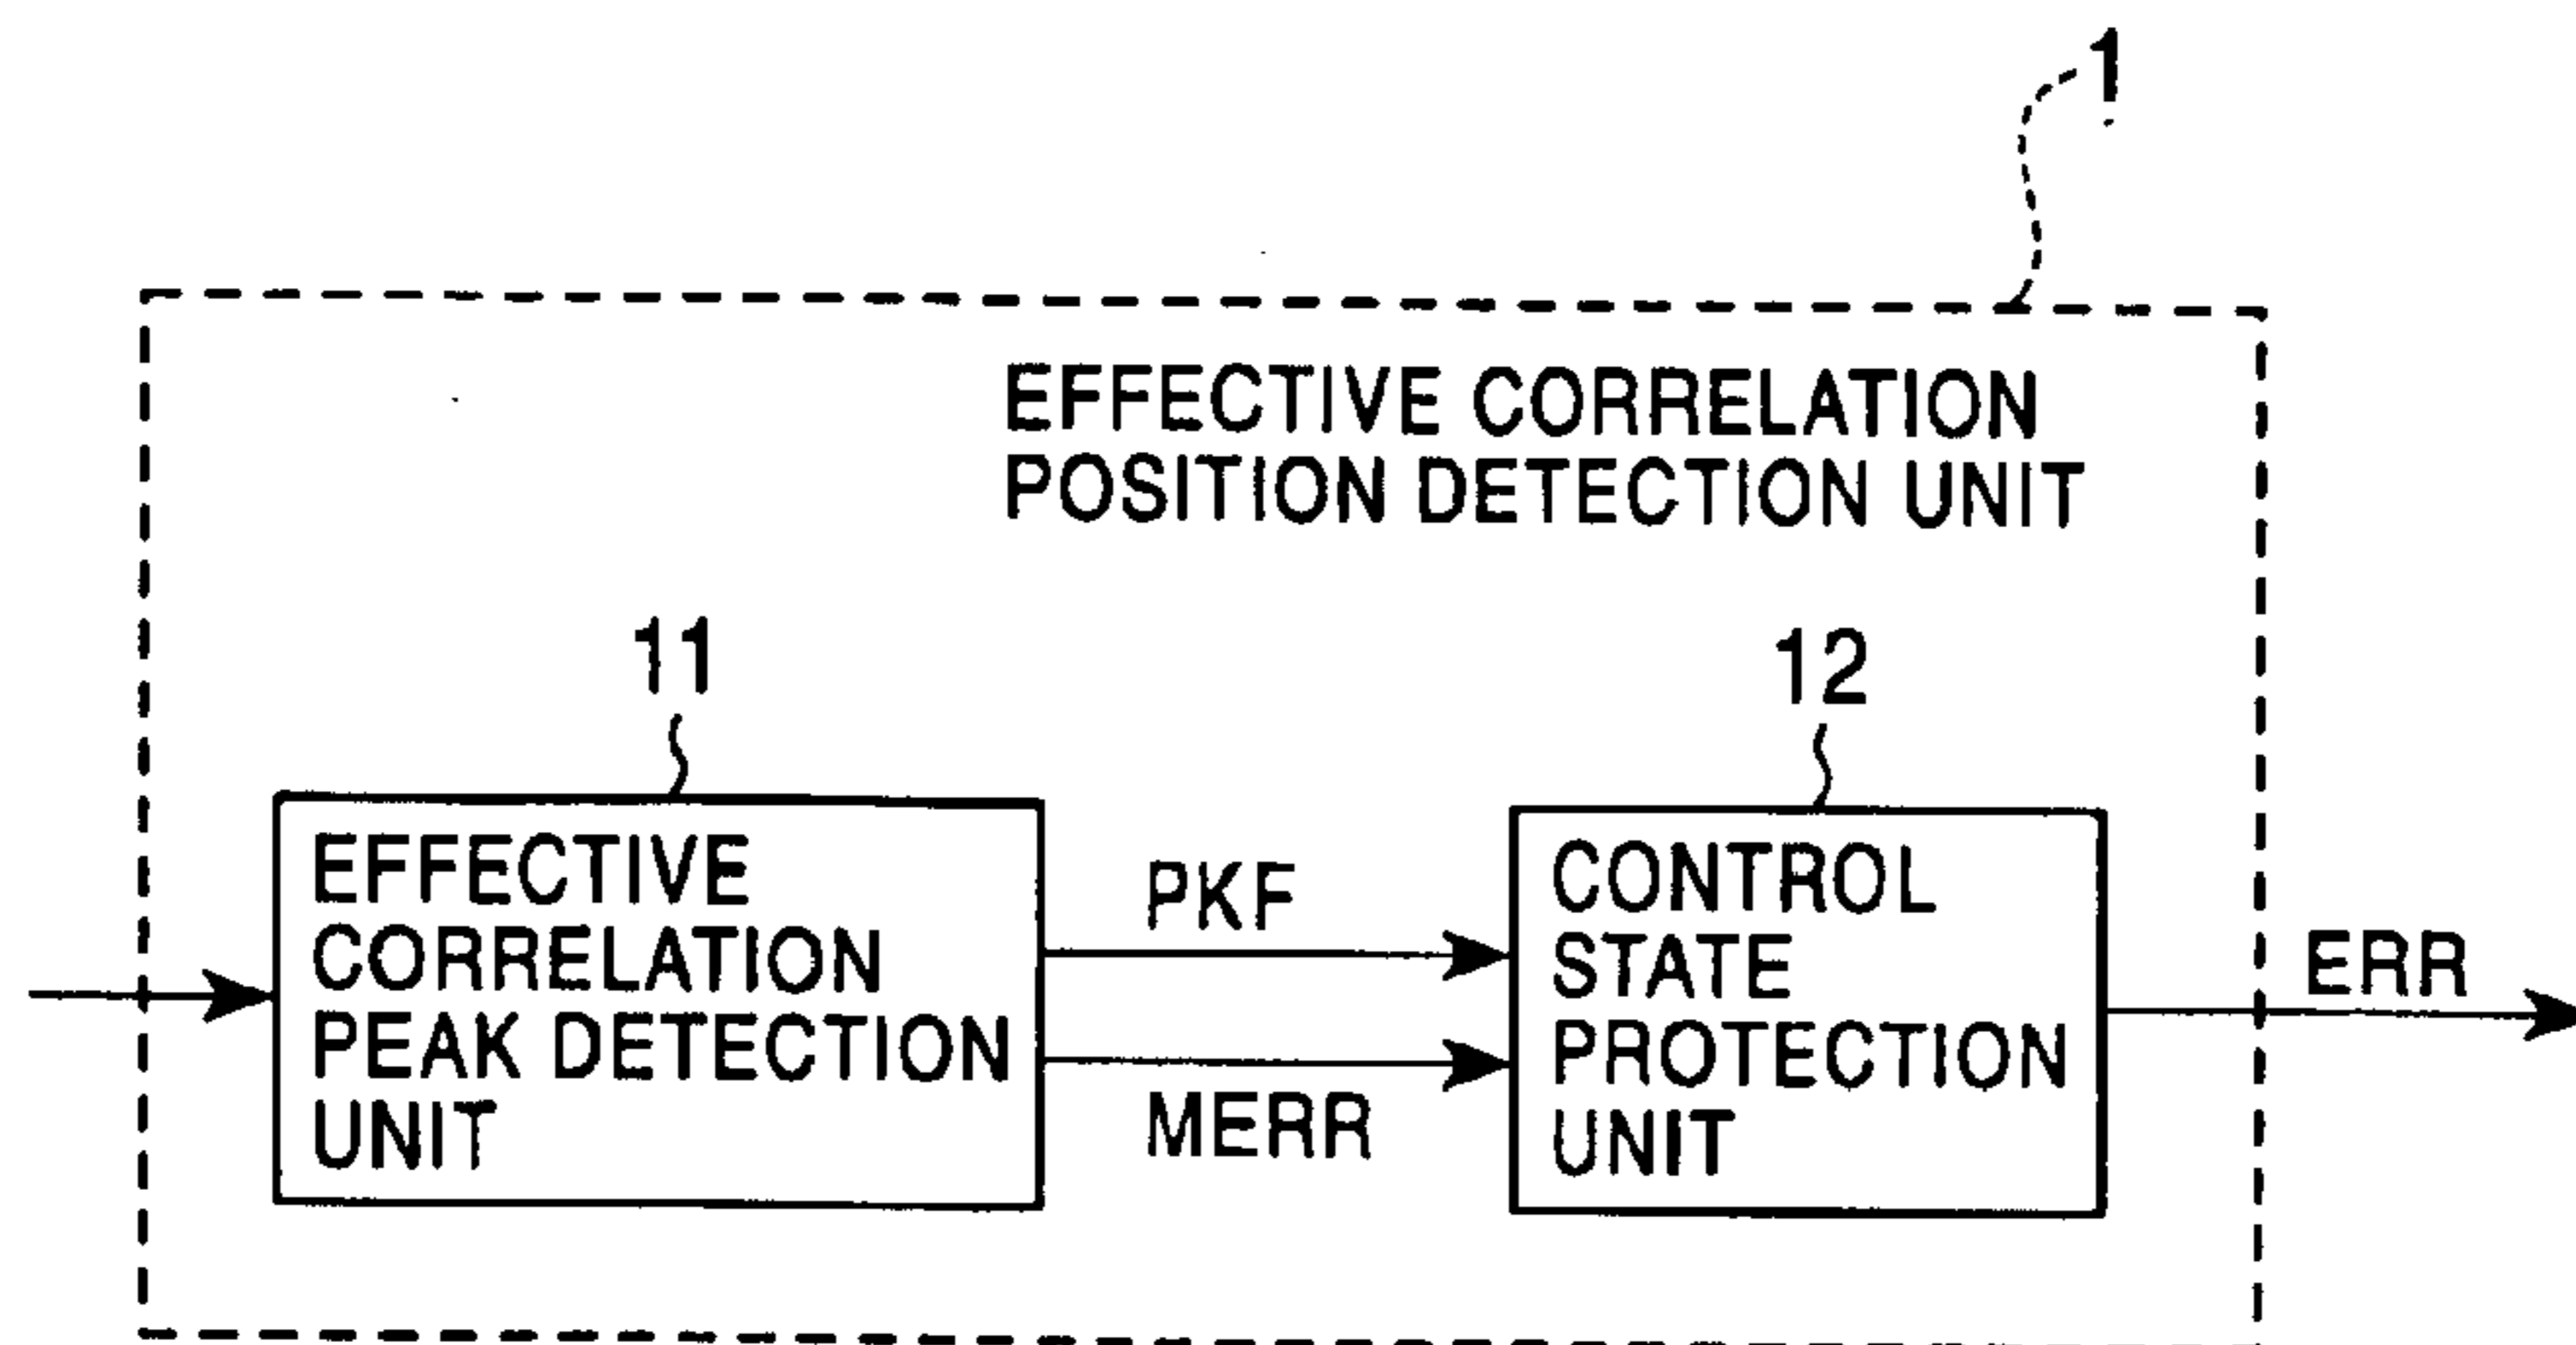 1
EFFECTIVE CORRELATION
POSITION DETECTION UNIT
11
12
EFFECTIVE
CORRELATION
PEAK DETECTION
UNIT
PKF
MERR
CONTROL
STATE
PROTECTION
UNIT
ERR